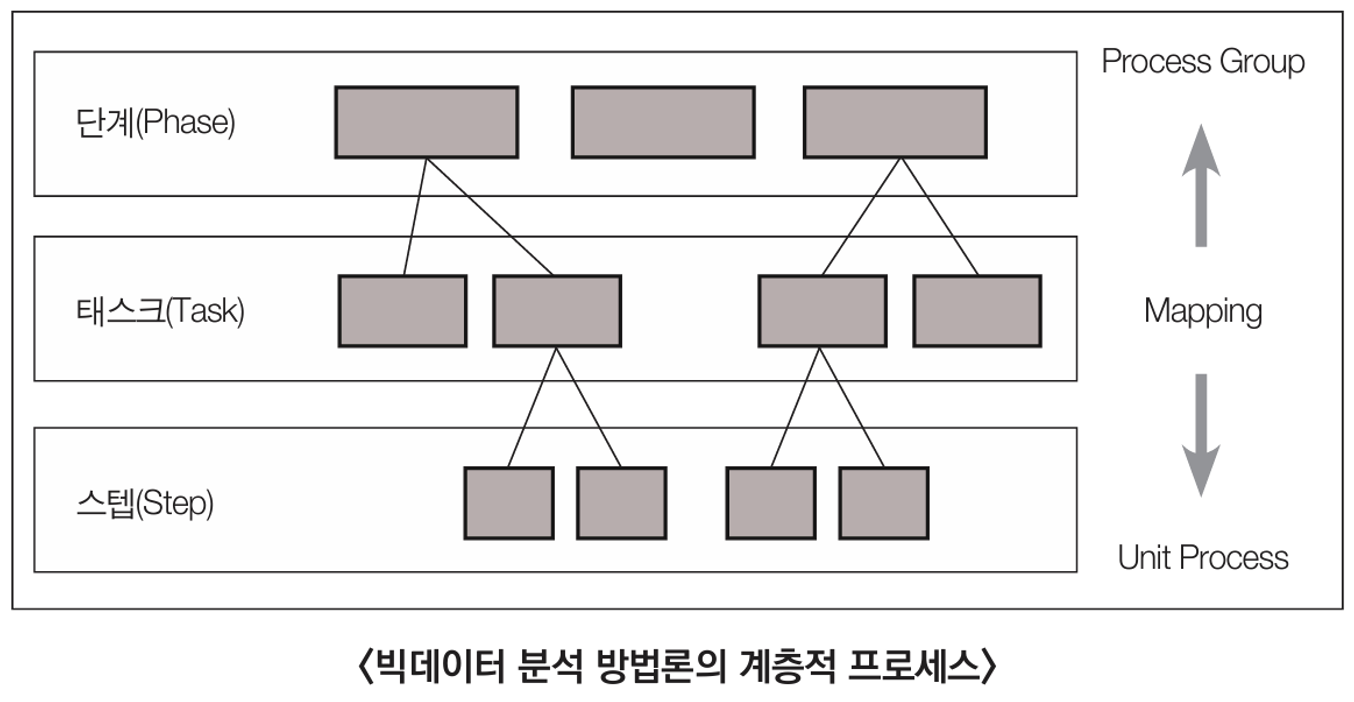 Process Group
단계(Phase)
태스크(Task)
Mapping
스텝(Step)
Unit Process
〈빅데이터 분석 방법론의 계층적 프로세스〉